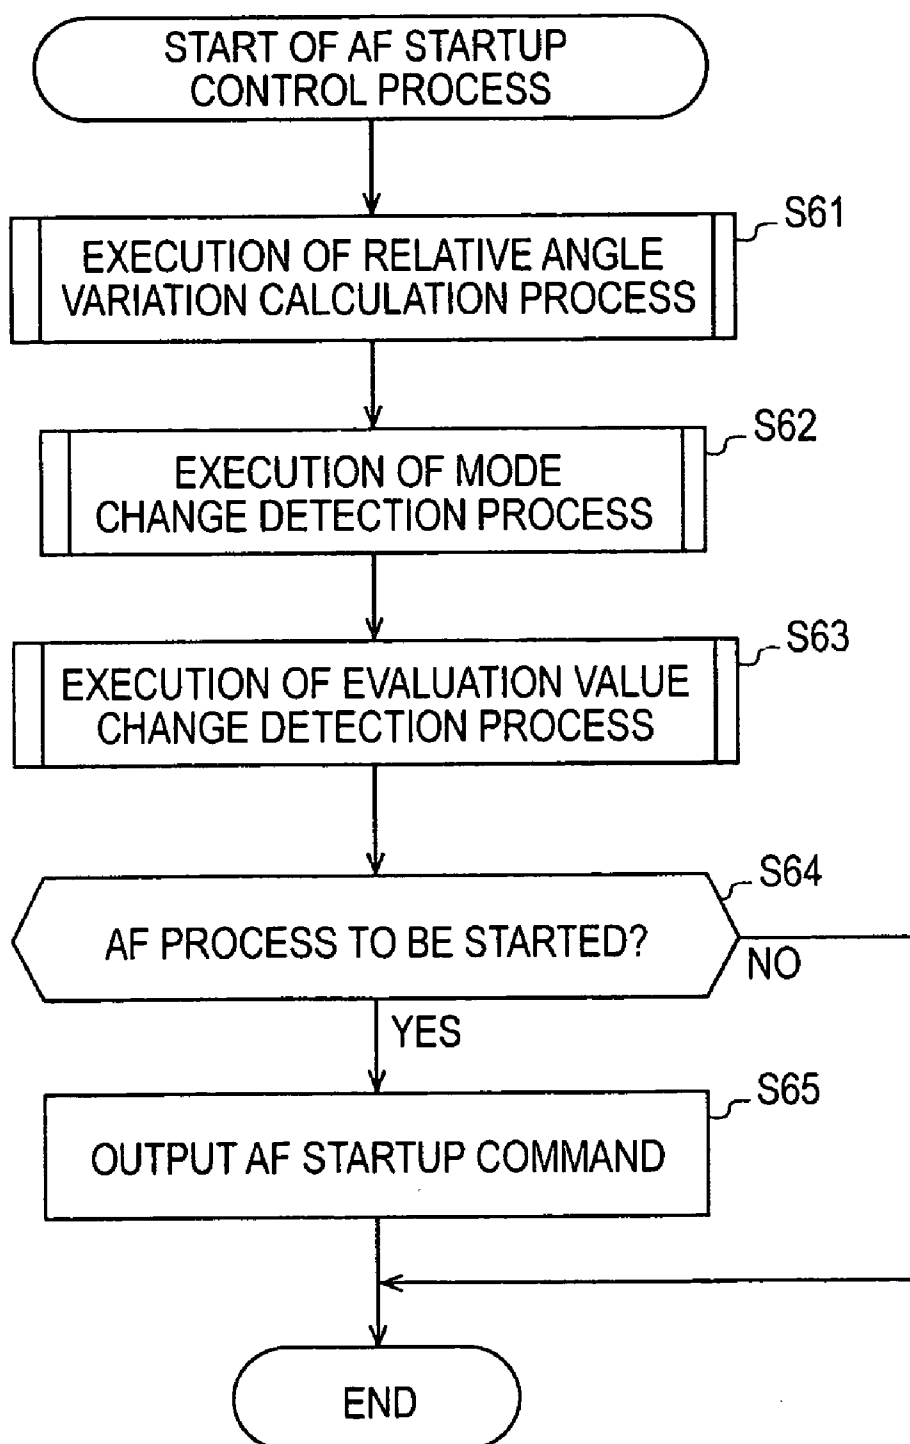 START OF AF STARTUP
CONTROL PROCESS
S61
EXECUTION OF RELATIVE ANGLE
VARIATION CALCULATION PROCESS
S62
EXECUTION OF MODE
CHANGE DETECTION PROCESS
S63
EXECUTION OF EVALUATION VALUE
CHANGE DETECTION PROCESS
S64
AF PROCESS TO BE STARTED?
NO
YES
S65
OUTPUT AF STARTUP COMMAND
END